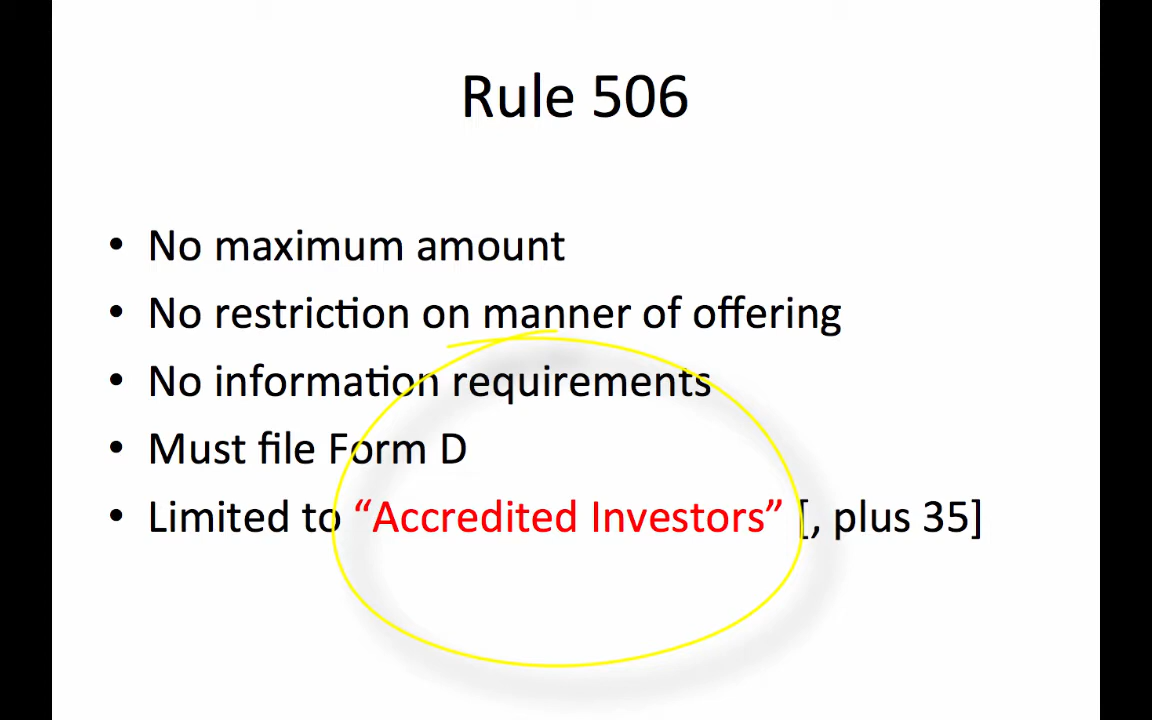 Rule 506
• No maximum amount
• No restriction on manner of offering
• No information requirements
• Must file Form D
• Limited to “Accredited Investors” [, plus 35]